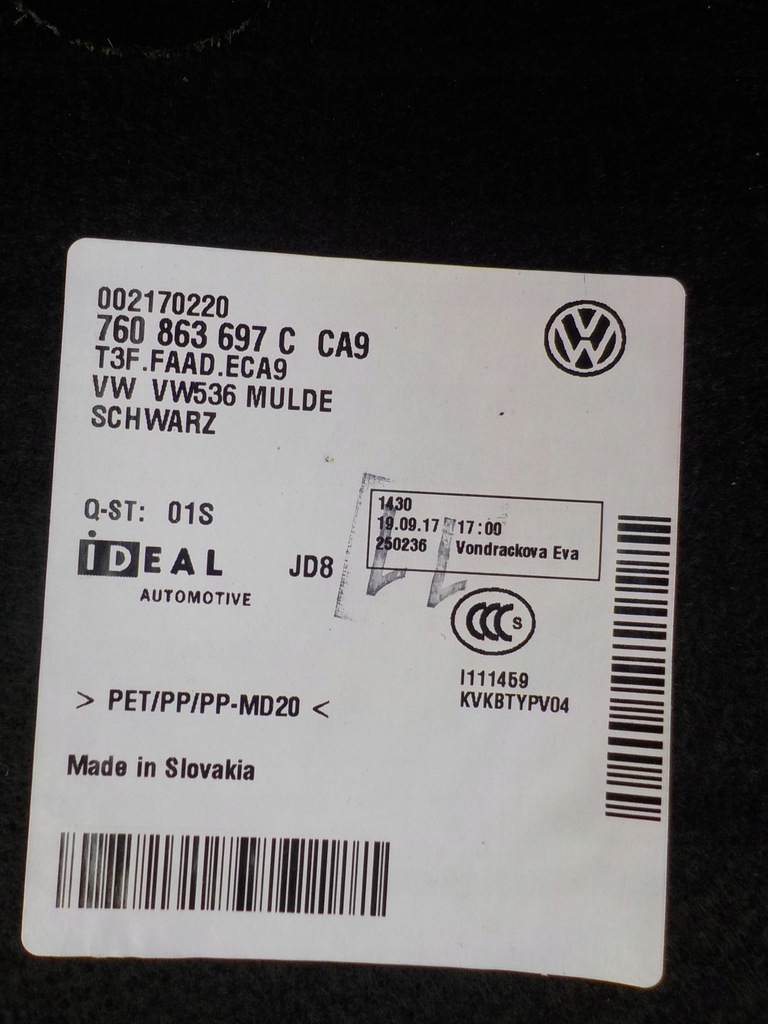 002170220
760 863 697 C CA9
T3F.FAAD.ECA9
VW VW536 MULDE
SCHWARZ
Q-ST: 01S
IDEAL
AUTOMOTIVE
JD8
1430
19.09.17 17:00
250236 Vondrackova Eva
CCC S
I111459
KVKBTYPV04
> PET/PP/PP-MD20 <
Made in Slovakia